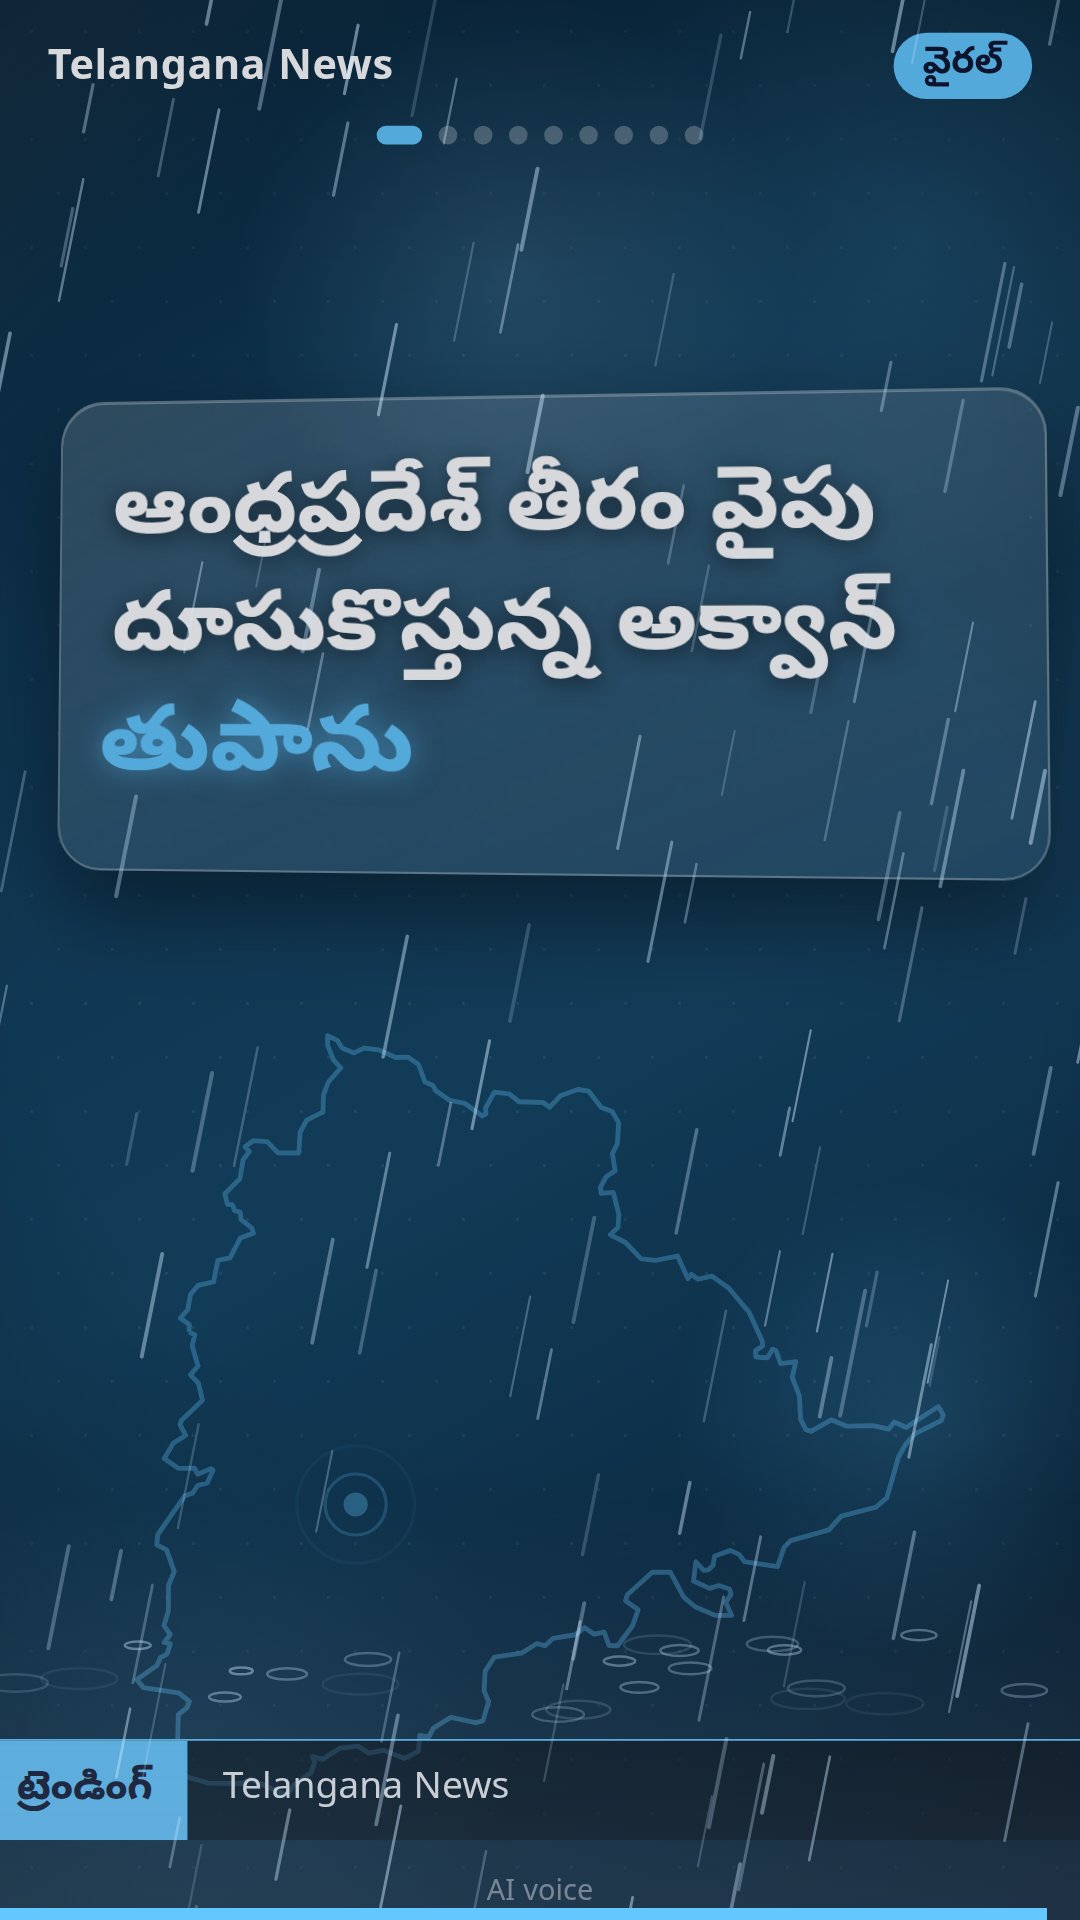 Telangana News
వైరల్
ఆంధ్రప్రదేశ్ తీరం వైపు
దూసుకొస్తున్న అక్వాన్
తుపాను
ట్రెండింగ్
Telangana News
AI voice